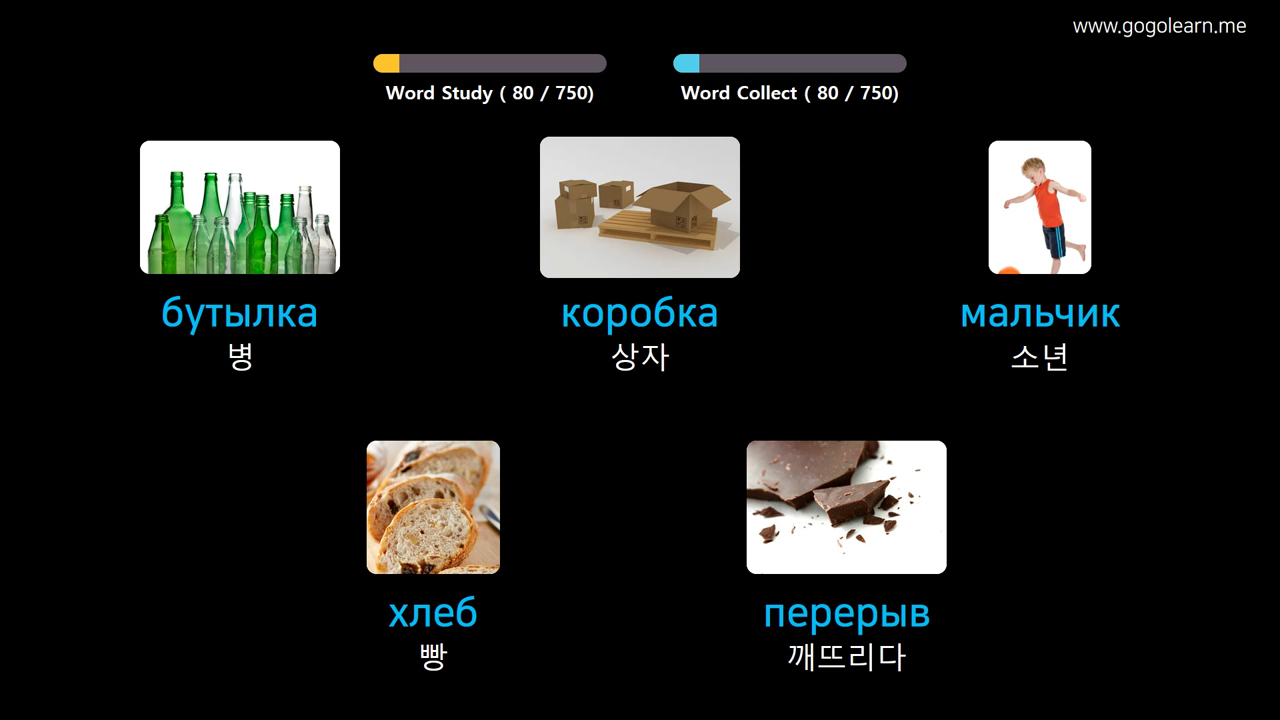 www.gogolearn.me
Word Study ( 80 / 750)
Word Collect ( 80 / 750)
бутылка
병
коробка
상자
мальчик
소년
хлеб
빵
перерыв
깨뜨리다